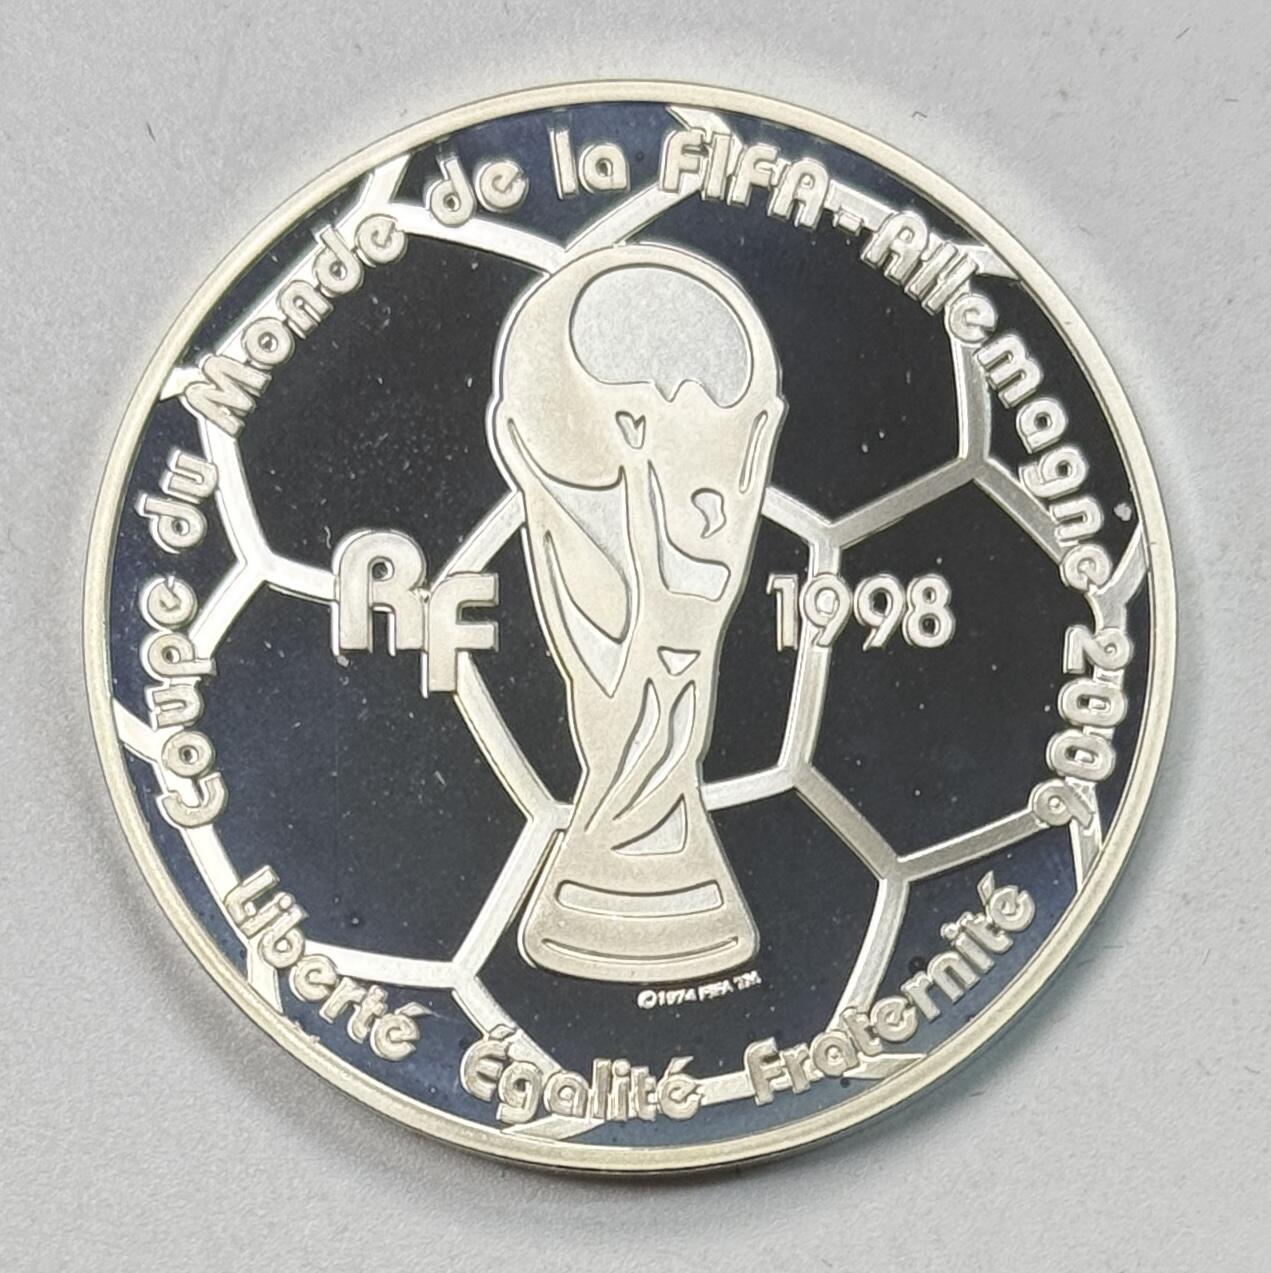 Coupe du Monde de la FIFA-Allemagne 2006
RF
1998
©1974 FIFA TM
Liberté Égalité Fraternité